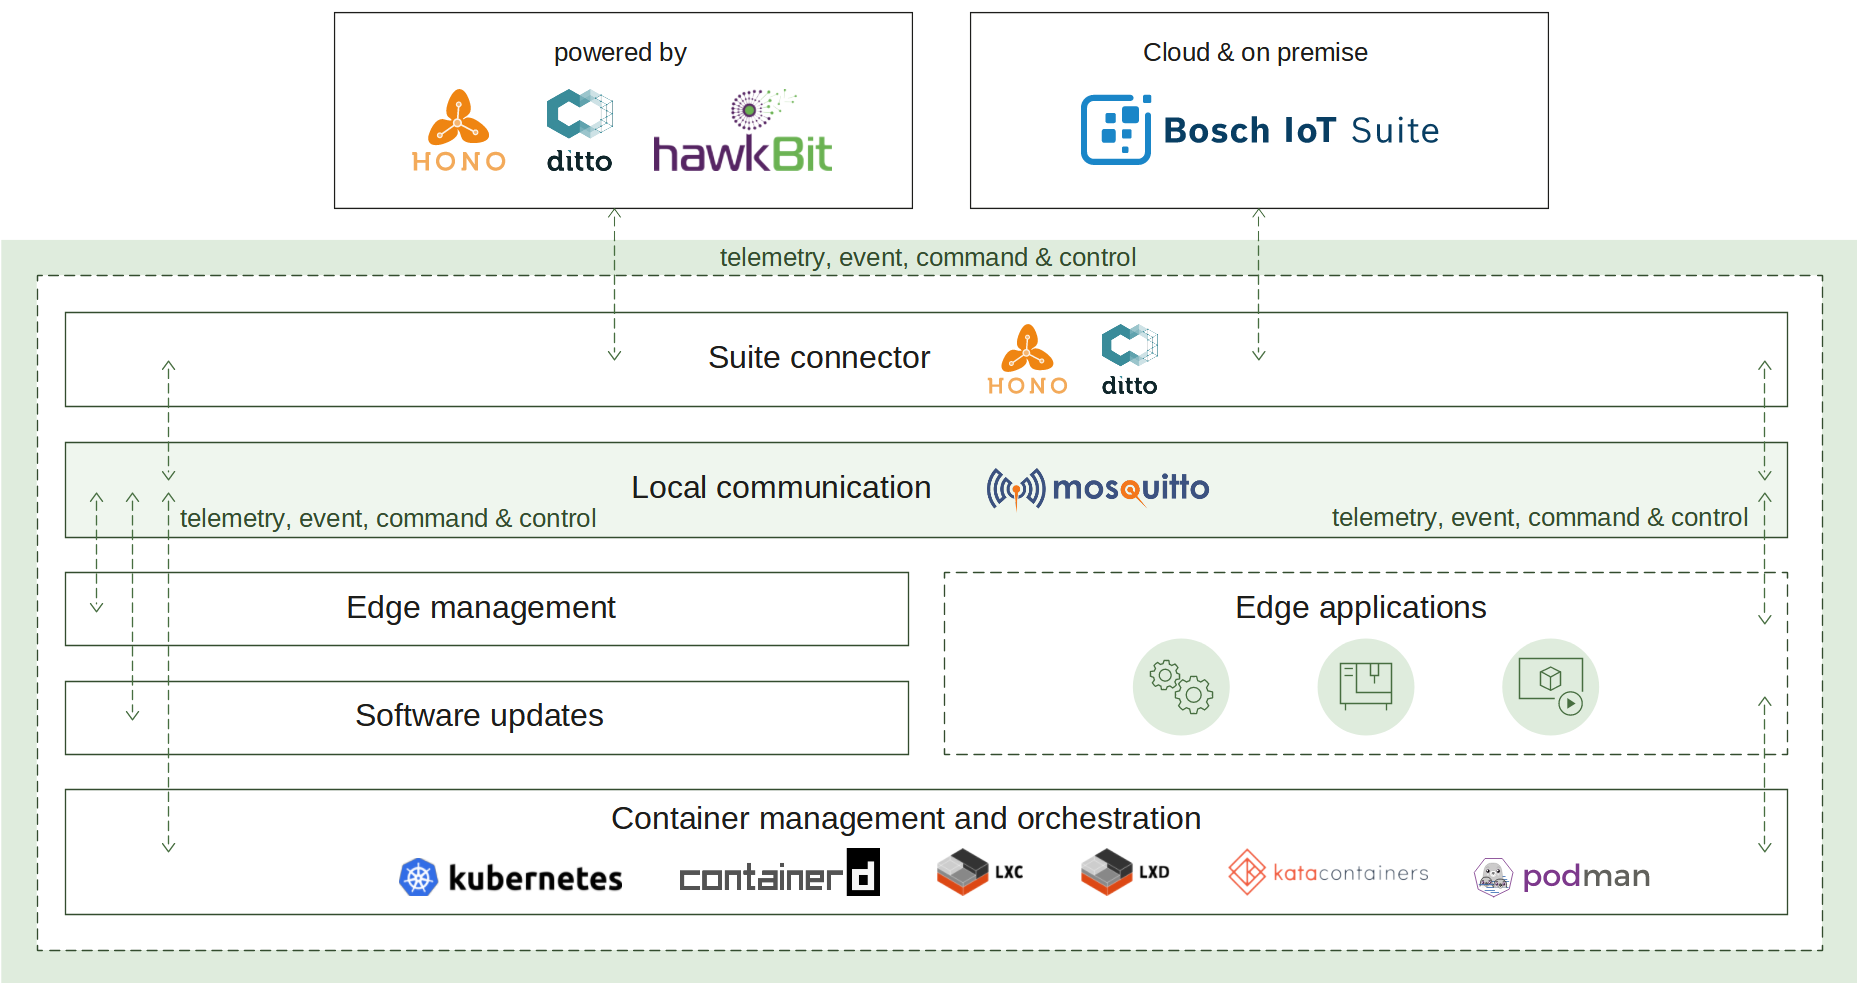 powered by
HONO
ditto
hawkBit
Cloud & on premise
Bosch IoT Suite
telemetry, event, command & control
Suite connector
HONO
ditto
Local communication
mosquitto
telemetry, event, command & control
telemetry, event, command & control
Edge management
Edge applications
Software updates
Container management and orchestration
kubernetes
containerd
LXC
LXD
katacontainers
podman